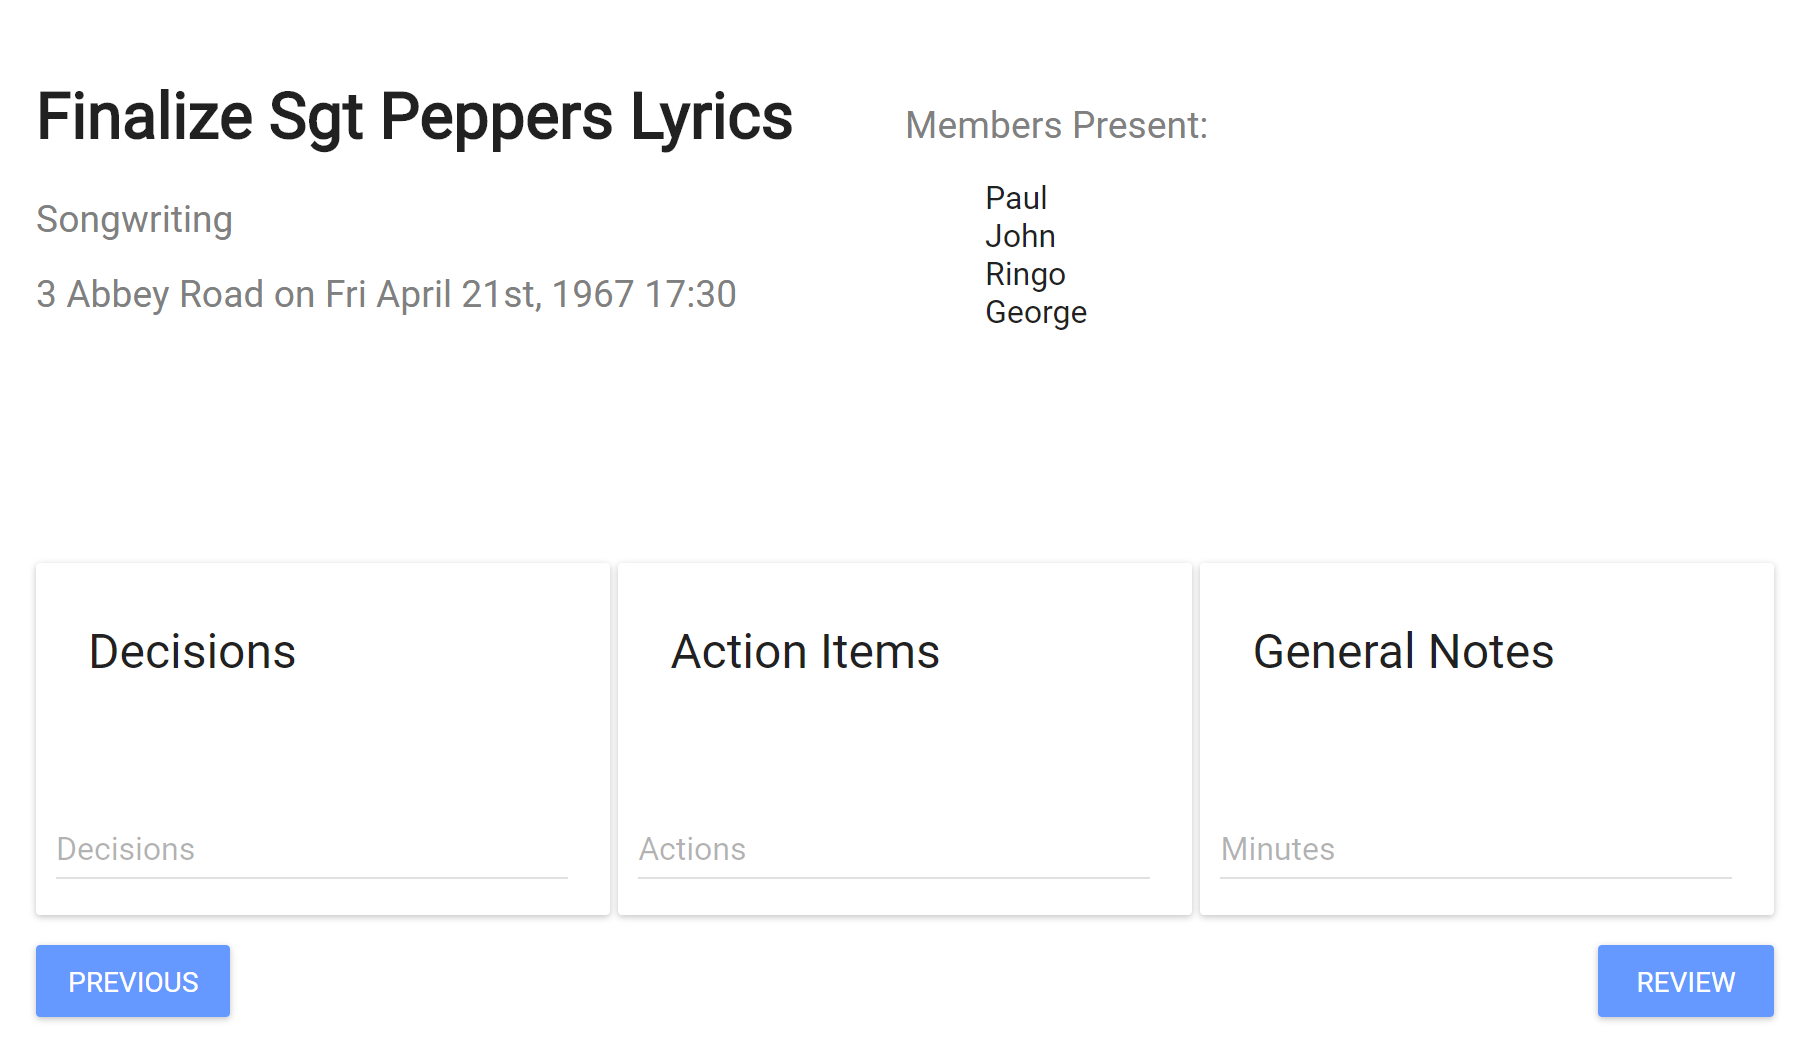 Finalize Sgt Peppers Lyrics
Songwriting
3 Abbey Road on Fri April 21st, 1967 17:30
Members Present:
Paul
John
Ringo
George
Decisions
Decisions
Action Items
Actions
General Notes
Minutes
PREVIOUS
REVIEW